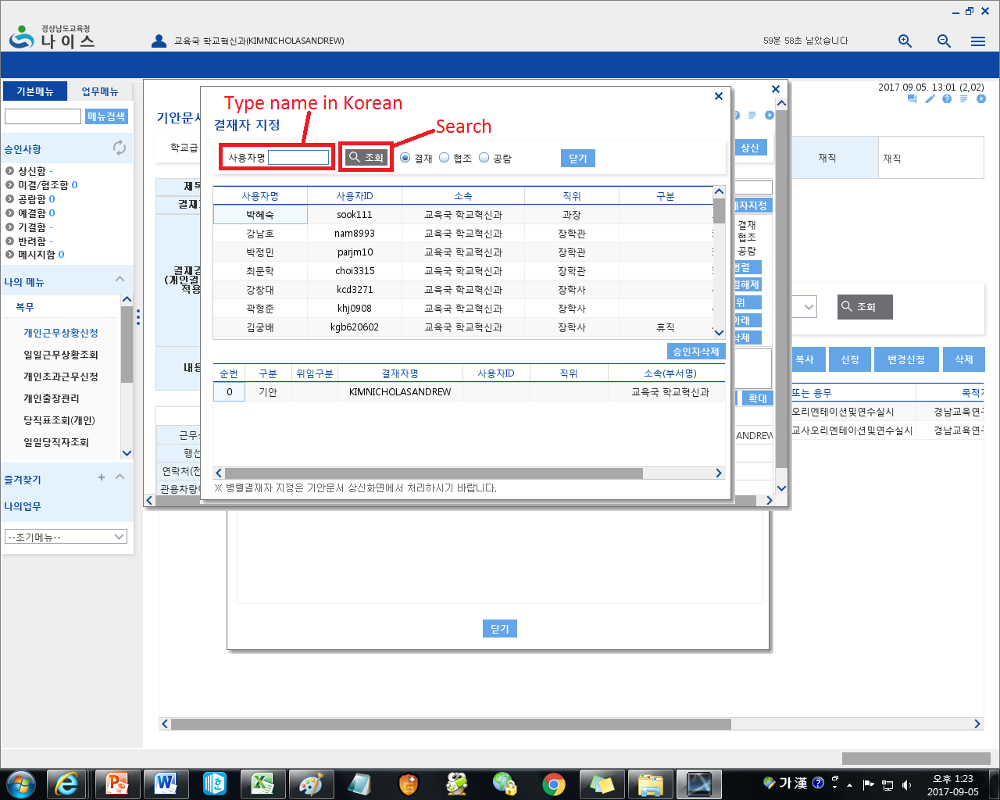 경상남도교육청
나이스
교육국 학교혁신과(KIMNICHOLASANDREW)
59분 58초 남았습니다
기본메뉴
업무메뉴
메뉴검색
2017.09.05. 13:01 (2,02)
승인사항
상신함 -
미결/협조함 0
공람함 0
예결함 0
기결함 -
반려함 -
메시지함 0
나의 메뉴
복무
개인근무상황신청
일일근무상황조회
개인초과근무신청
개인출장관리
당직표조회(개인)
일일당직자조회
즐겨찾기
나의업무
--초기메뉴--
기안문서
학교급
상신
재직
재직
Type name in Korean
결재자 지정
Search
사용자명
조회
결재
협조
공람
닫기
사용자명 사용자ID 소속 직위 구분
박혜숙 sook111 교육국 학교혁신과 과장
강남호 nam8993 교육국 학교혁신과 장학관
박정민 parjm10 교육국 학교혁신과 장학관
최문학 choi3315 교육국 학교혁신과 장학관
강창대 kcd3271 교육국 학교혁신과 장학사
곽형준 khj0908 교육국 학교혁신과 장학사
김궁배 kgb620602 교육국 학교혁신과 장학사 휴직
승인자삭제
순번 구분 위임구분 결재자명 사용자ID 직위 소속(부서명)
0 기안 KIMNICHOLASANDREW 교육국 학교혁신과
※ 병렬결재자 지정은 기안문서 상신화면에서 처리하시기 바랍니다.
제목
결재
결재경
(개인결
적용
내용
근무상
행선
연락처(전
관용차량이
자지정
결재
협조
공람
병렬
렬해제
위
아래
삭제
확대
ANDREW
조회
복사
신청
변경신청
삭제
또는 용무
목적지
오리엔테이션및연수실시
경남교육연구
교사오리엔테이션및연수실시
경남교육연구
닫기
가 漢
오후 1:23
2017-09-05